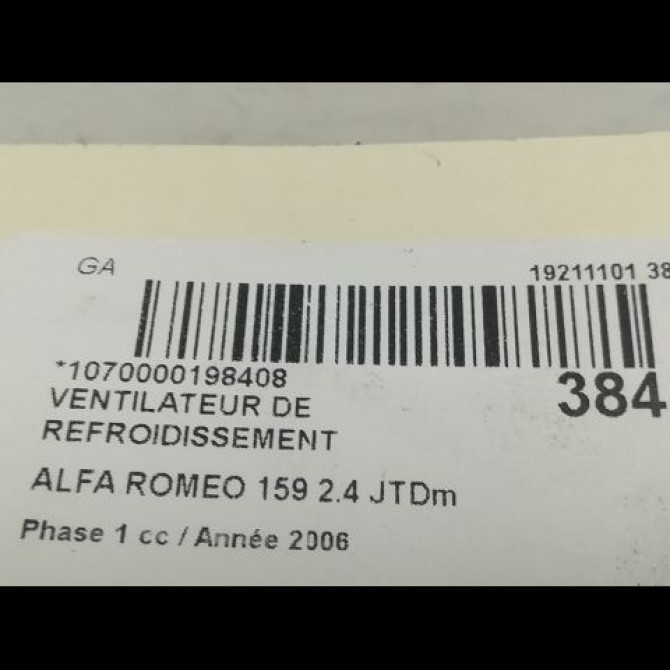 GA
19211101 38
*1070000198408
384
VENTILATEUR DE
REFROIDISSEMENT
ALFA ROMEO 159 2.4 JTDm
Phase 1 cc / Année 2006